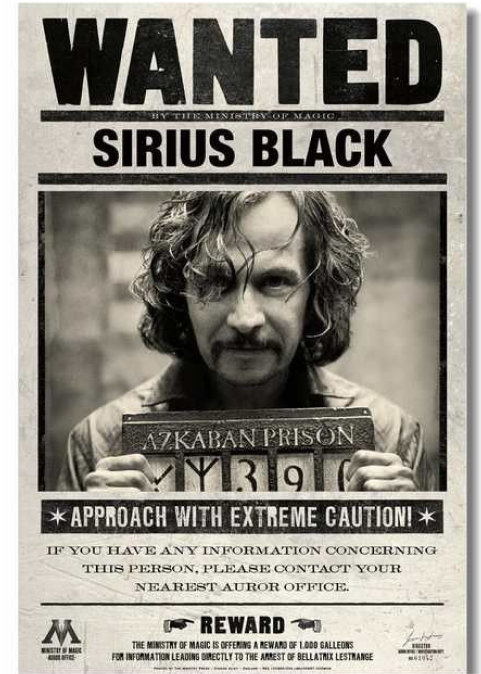 WANTED
BY THE MINISTRY OF MAGIC
SIRIUS BLACK
AZKABAN PRISON
390
APPROACH WITH EXTREME CAUTION!
IF YOU HAVE ANY INFORMATION CONCERNING
THIS PERSON, PLEASE CONTACT YOUR
NEAREST AUROR OFFICE.
REWARD
THE MINISTRY OF MAGIC IS OFFERING A REWARD OF 1,000 GALLEONS
FOR INFORMATION LEADING DIRECTLY TO THE ARREST OF BELLATRIX LESTRANGE
M
MINISTRY OF MAGIC
-AUROR OFFICE-